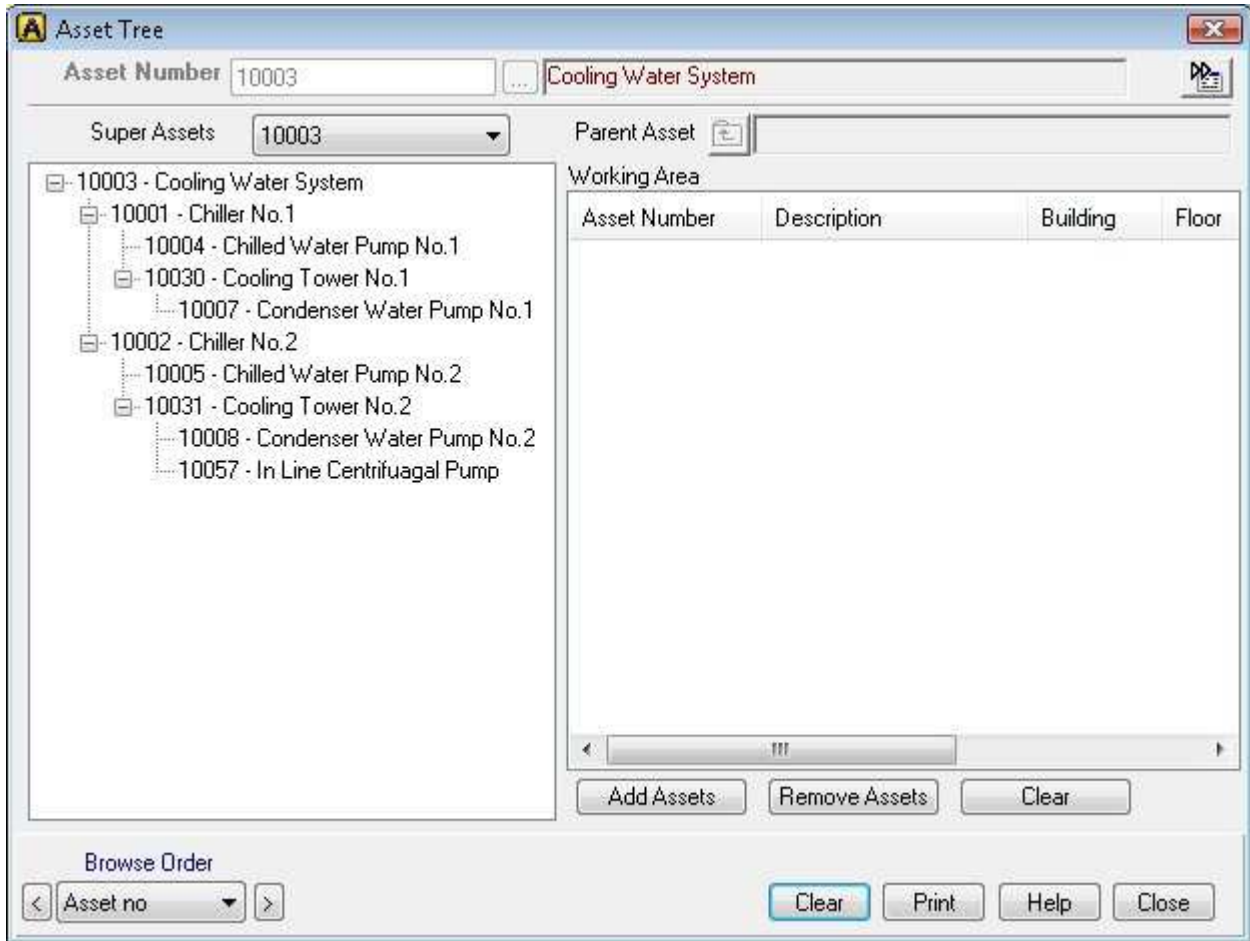 Asset Tree
Asset Number 10003 ... Cooling Water System
Super Assets 10003 Parent Asset
Working Area
Asset Number Description Building Floor
10003 - Cooling Water System
10001 - Chiller No.1
10004 - Chilled Water Pump No.1
10030 - Cooling Tower No.1
10007 - Condenser Water Pump No.1
10002 - Chiller No.2
10005 - Chilled Water Pump No.2
10031 - Cooling Tower No.2
10008 - Condenser Water Pump No.2
10057 - In Line Centrifuagal Pump
Add Assets Remove Assets Clear
Browse Order
< Asset no > Clear Print Help Close